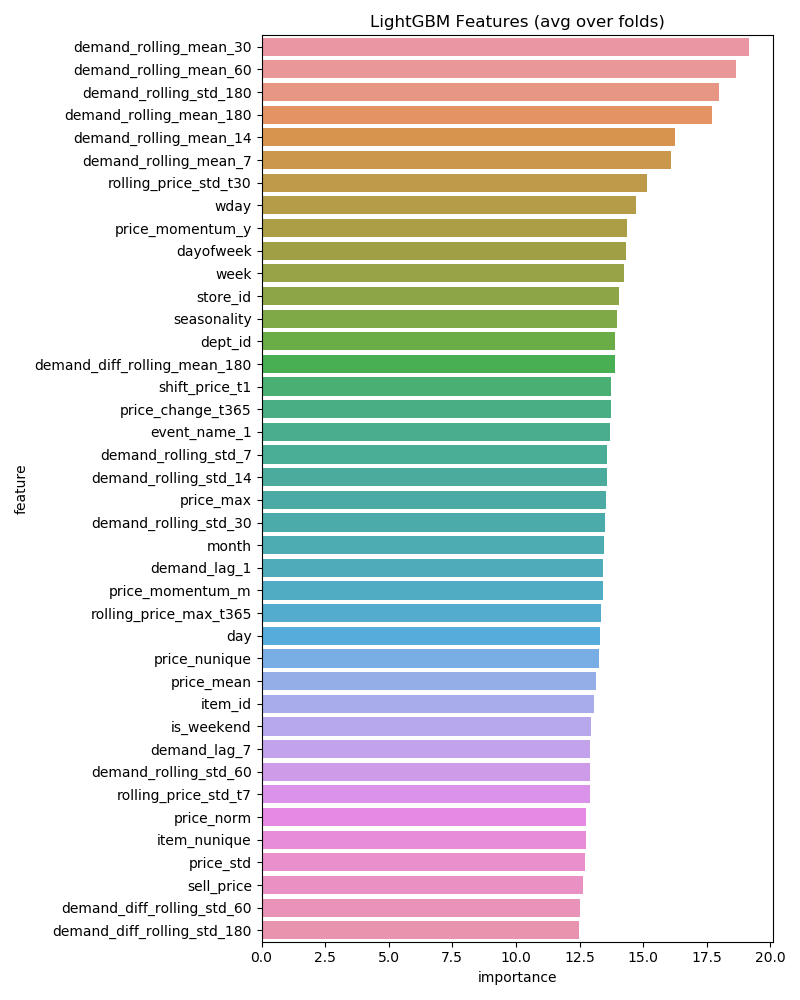 LightGBM Features (avg over folds)
demand_rolling_mean_30
demand_rolling_mean_60
demand_rolling_std_180
demand_rolling_mean_180
demand_rolling_mean_14
demand_rolling_mean_7
rolling_price_std_t30
wday
price_momentum_y
dayofweek
week
store_id
seasonality
dept_id
demand_diff_rolling_mean_180
shift_price_t1
price_change_t365
event_name_1
demand_rolling_std_7
demand_rolling_std_14
price_max
demand_rolling_std_30
month
demand_lag_1
price_momentum_m
rolling_price_max_t365
day
price_nunique
price_mean
item_id
is_weekend
demand_lag_7
demand_rolling_std_60
rolling_price_std_t7
price_norm
item_nunique
price_std
sell_price
demand_diff_rolling_std_60
demand_diff_rolling_std_180
feature
0.0 2.5 5.0 7.5 10.0 12.5 15.0 17.5 20.0
importance